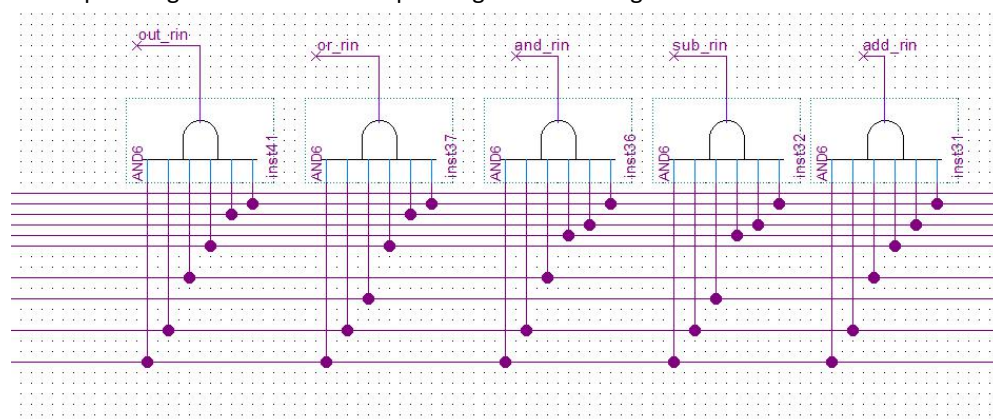 out_rin
or_rin
and_rin
sub_rin
add_rin
AND6
inst41
AND6
inst37
AND6
inst36
AND6
inst32
AND6
inst31